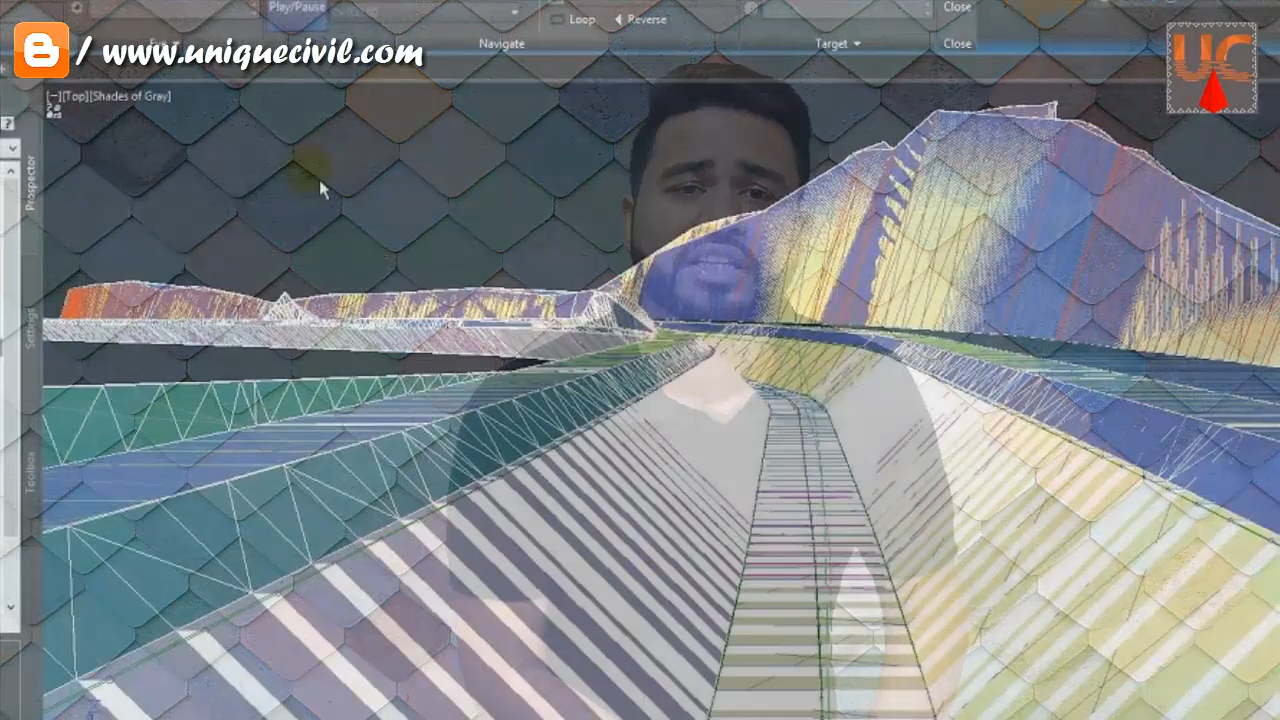 Play/Pause
Loop
Reverse
Close
Navigate
Target
Close
/ www.uniquecivil.com
UC
[−][Top][Shades of Gray]
?
Prospector
Settings
Toolbox